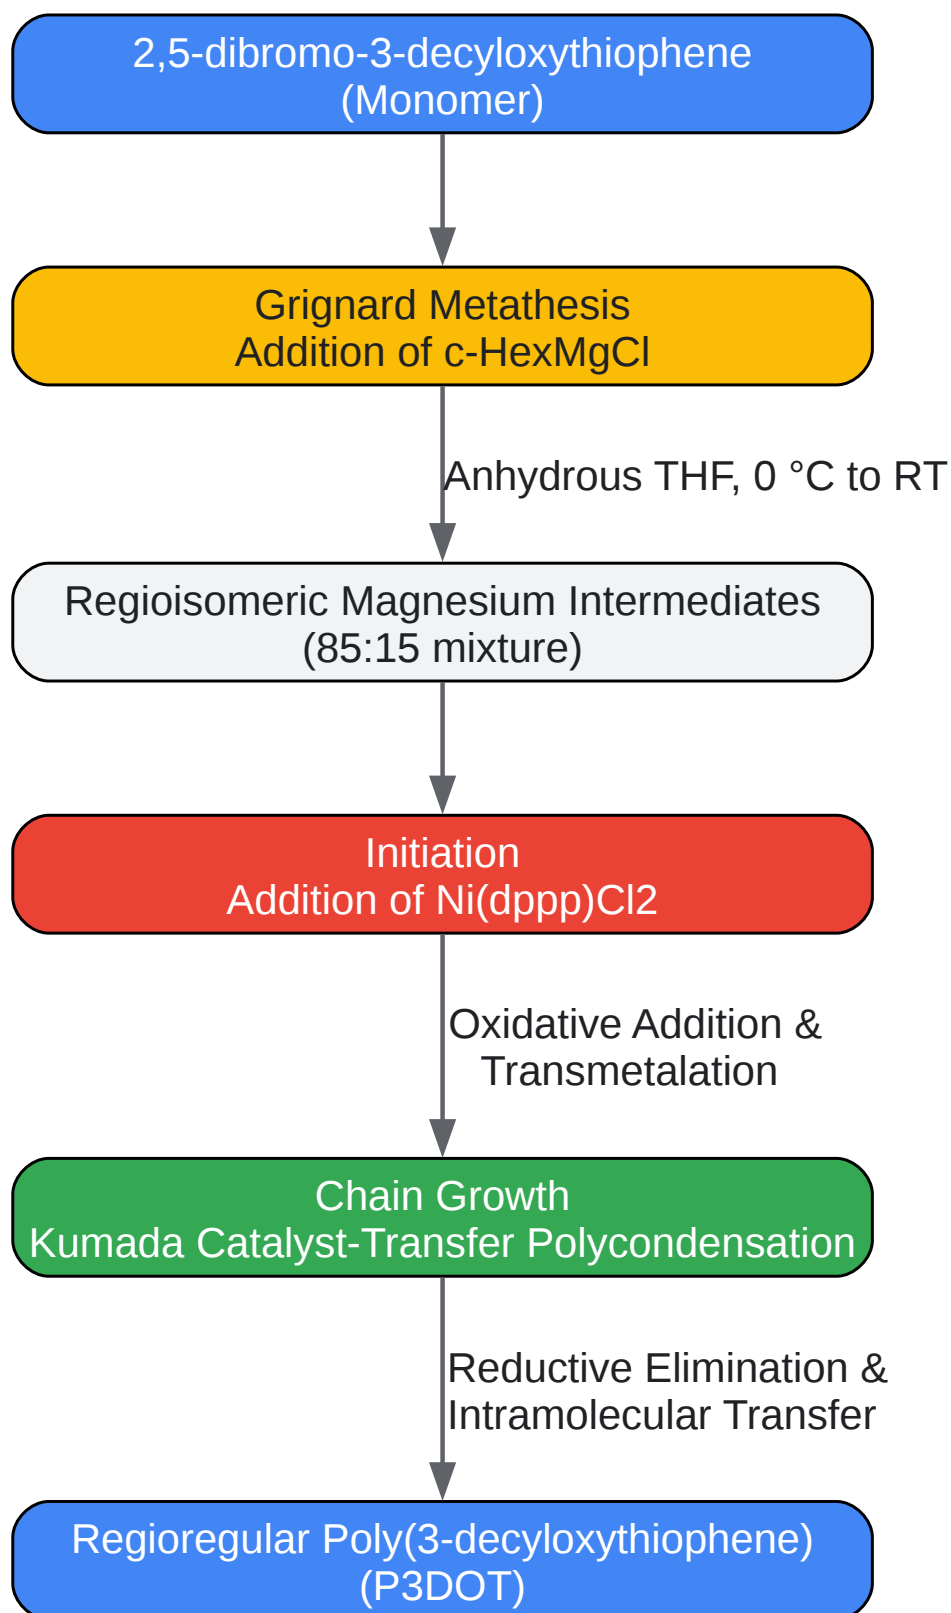 2,5-dibromo-3-decyloxythiophene
(Monomer)
Grignard Metathesis
Addition of c-HexMgCl
Anhydrous THF, 0 °C to RT
Regioisomeric Magnesium Intermediates
(85:15 mixture)
Initiation
Addition of Ni(dppp)Cl2
Oxidative Addition &
Transmetalation
Chain Growth
Kumada Catalyst-Transfer Polycondensation
Reductive Elimination &
Intramolecular Transfer
Regioregular Poly(3-decyloxythiophene)
(P3DOT)